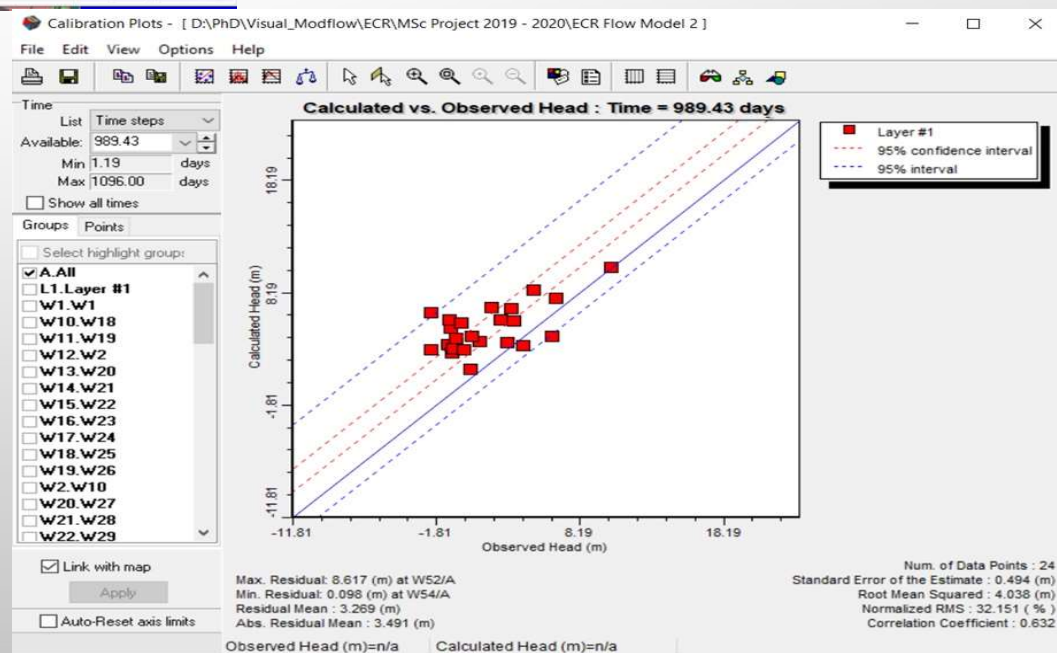 Calibration Plots - [ D:\PhD\Visual_Modflow\ECR\MSc Project 2019 - 2020\ECR Flow Model 2 ]
File Edit View Options Help
Time
List Time steps
Available: 989.43
Min 1.19 days
Max 1096.00 days
Show all times
Groups Points
Select highlight group:
A.All
L1.Layer #1
W1.W1
W10.W18
W11.W19
W12.W2
W13.W20
W14.W21
W15.W22
W16.W23
W17.W24
W18.W25
W19.W26
W2.W10
W20.W27
W21.W28
W22.W29
Link with map
Apply
Auto-Reset axis limits
Calculated vs. Observed Head : Time = 989.43 days
Layer #1
95% confidence interval
95% interval
Calculated Head (m)
18.19
8.19
-1.81
-11.81
-11.81 -1.81 8.19 18.19
Observed Head (m)
Max. Residual: 8.617 (m) at W52/A
Min. Residual: 0.098 (m) at W54/A
Residual Mean : 3.269 (m)
Abs. Residual Mean : 3.491 (m)
Num. of Data Points : 24
Standard Error of the Estimate : 0.494 (m)
Root Mean Squared : 4.038 (m)
Normalized RMS : 32.151 ( % )
Correlation Coefficient : 0.632
Observed Head (m)=n/a Calculated Head (m)=n/a